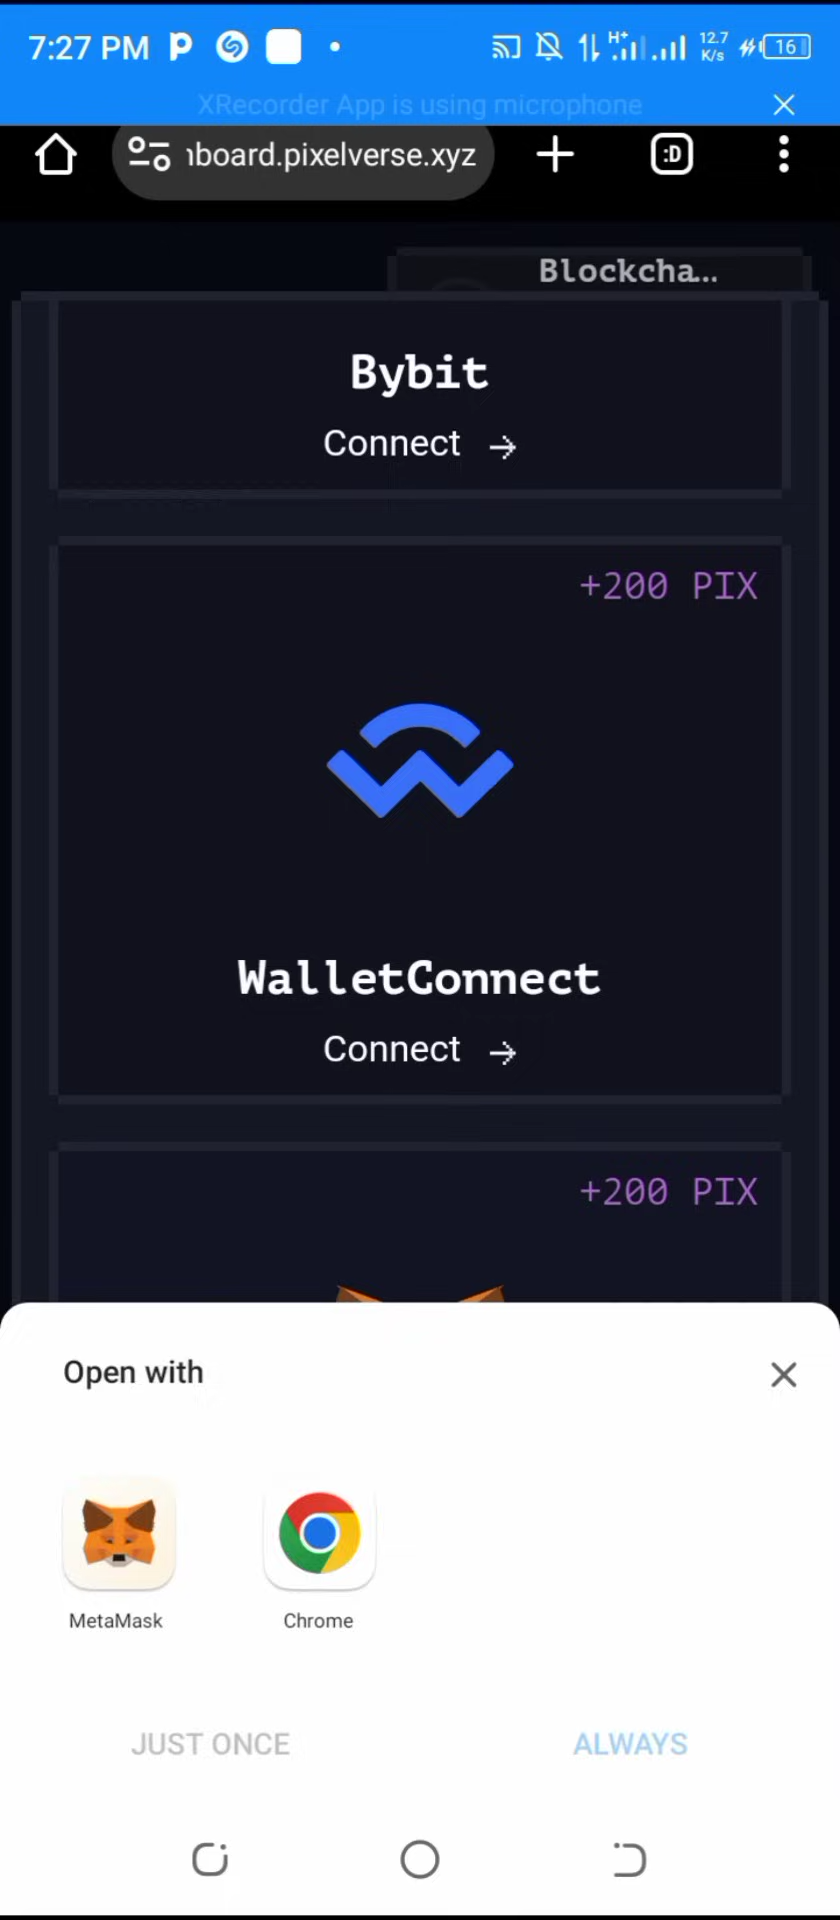 7:27 PM
H+
12.7
K/s
16
XRecorder App is using microphone
board.pixelverse.xyz
:D
Blockcha...
Bybit
Connect →
+200 PIX
WalletConnect
Connect →
+200 PIX
Open with
MetaMask
Chrome
JUST ONCE
ALWAYS